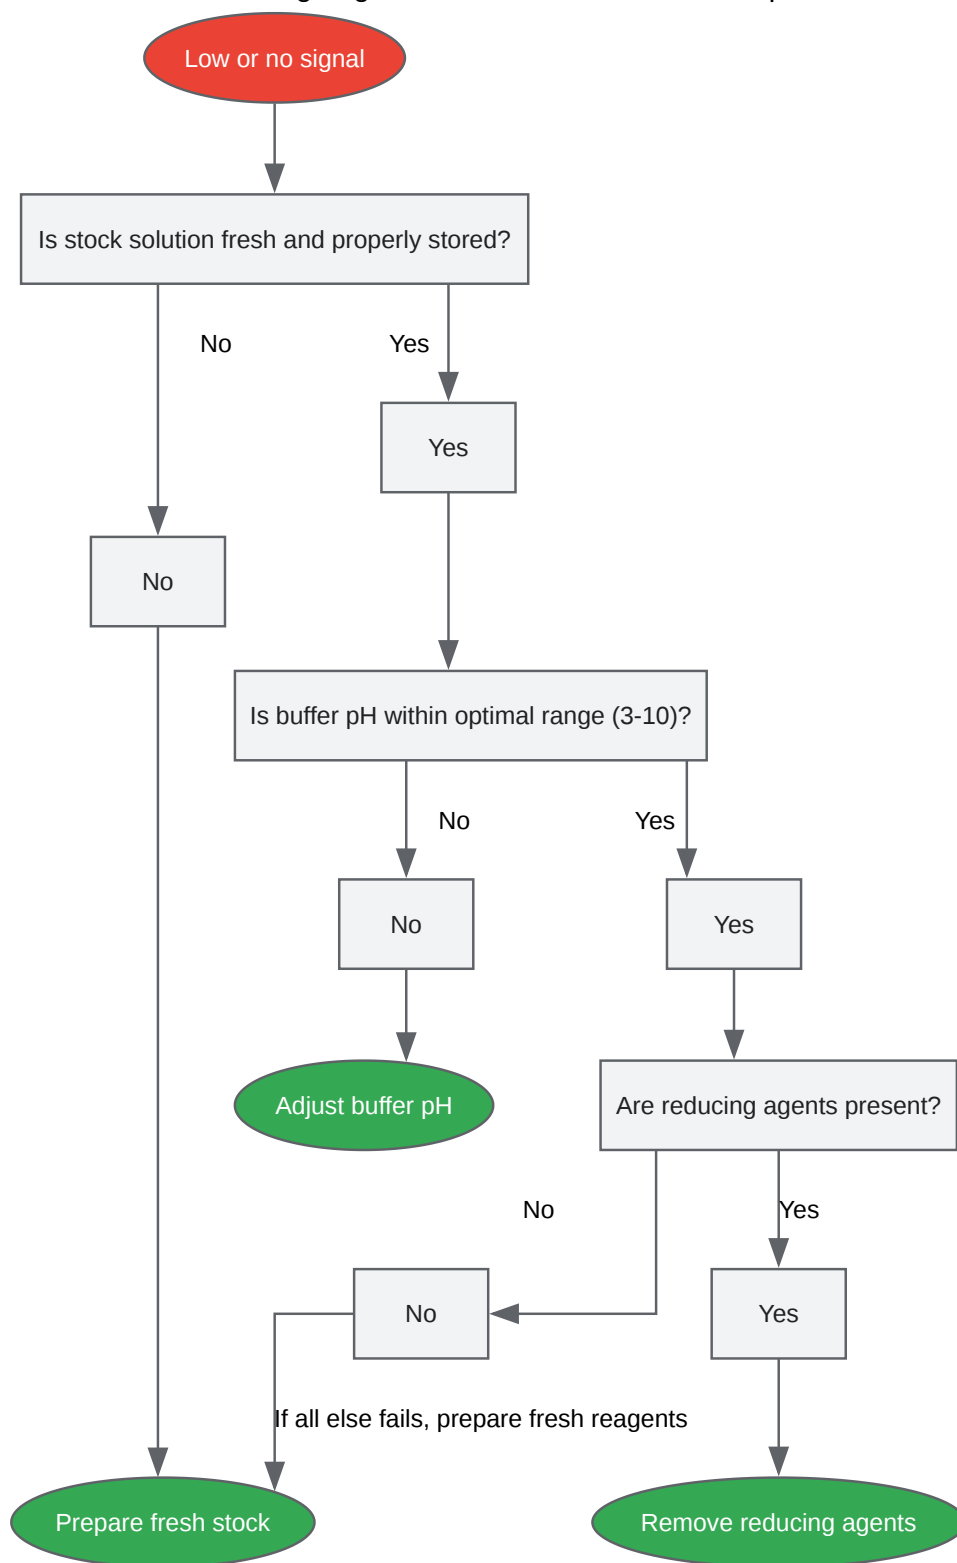 Low or no signal
Is stock solution fresh and properly stored?
No
Yes
Yes
No
Is buffer pH within optimal range (3-10)?
No
Yes
No
Yes
Adjust buffer pH
Are reducing agents present?
No
Yes
No
Yes
If all else fails, prepare fresh reagents
Prepare fresh stock
Remove reducing agents